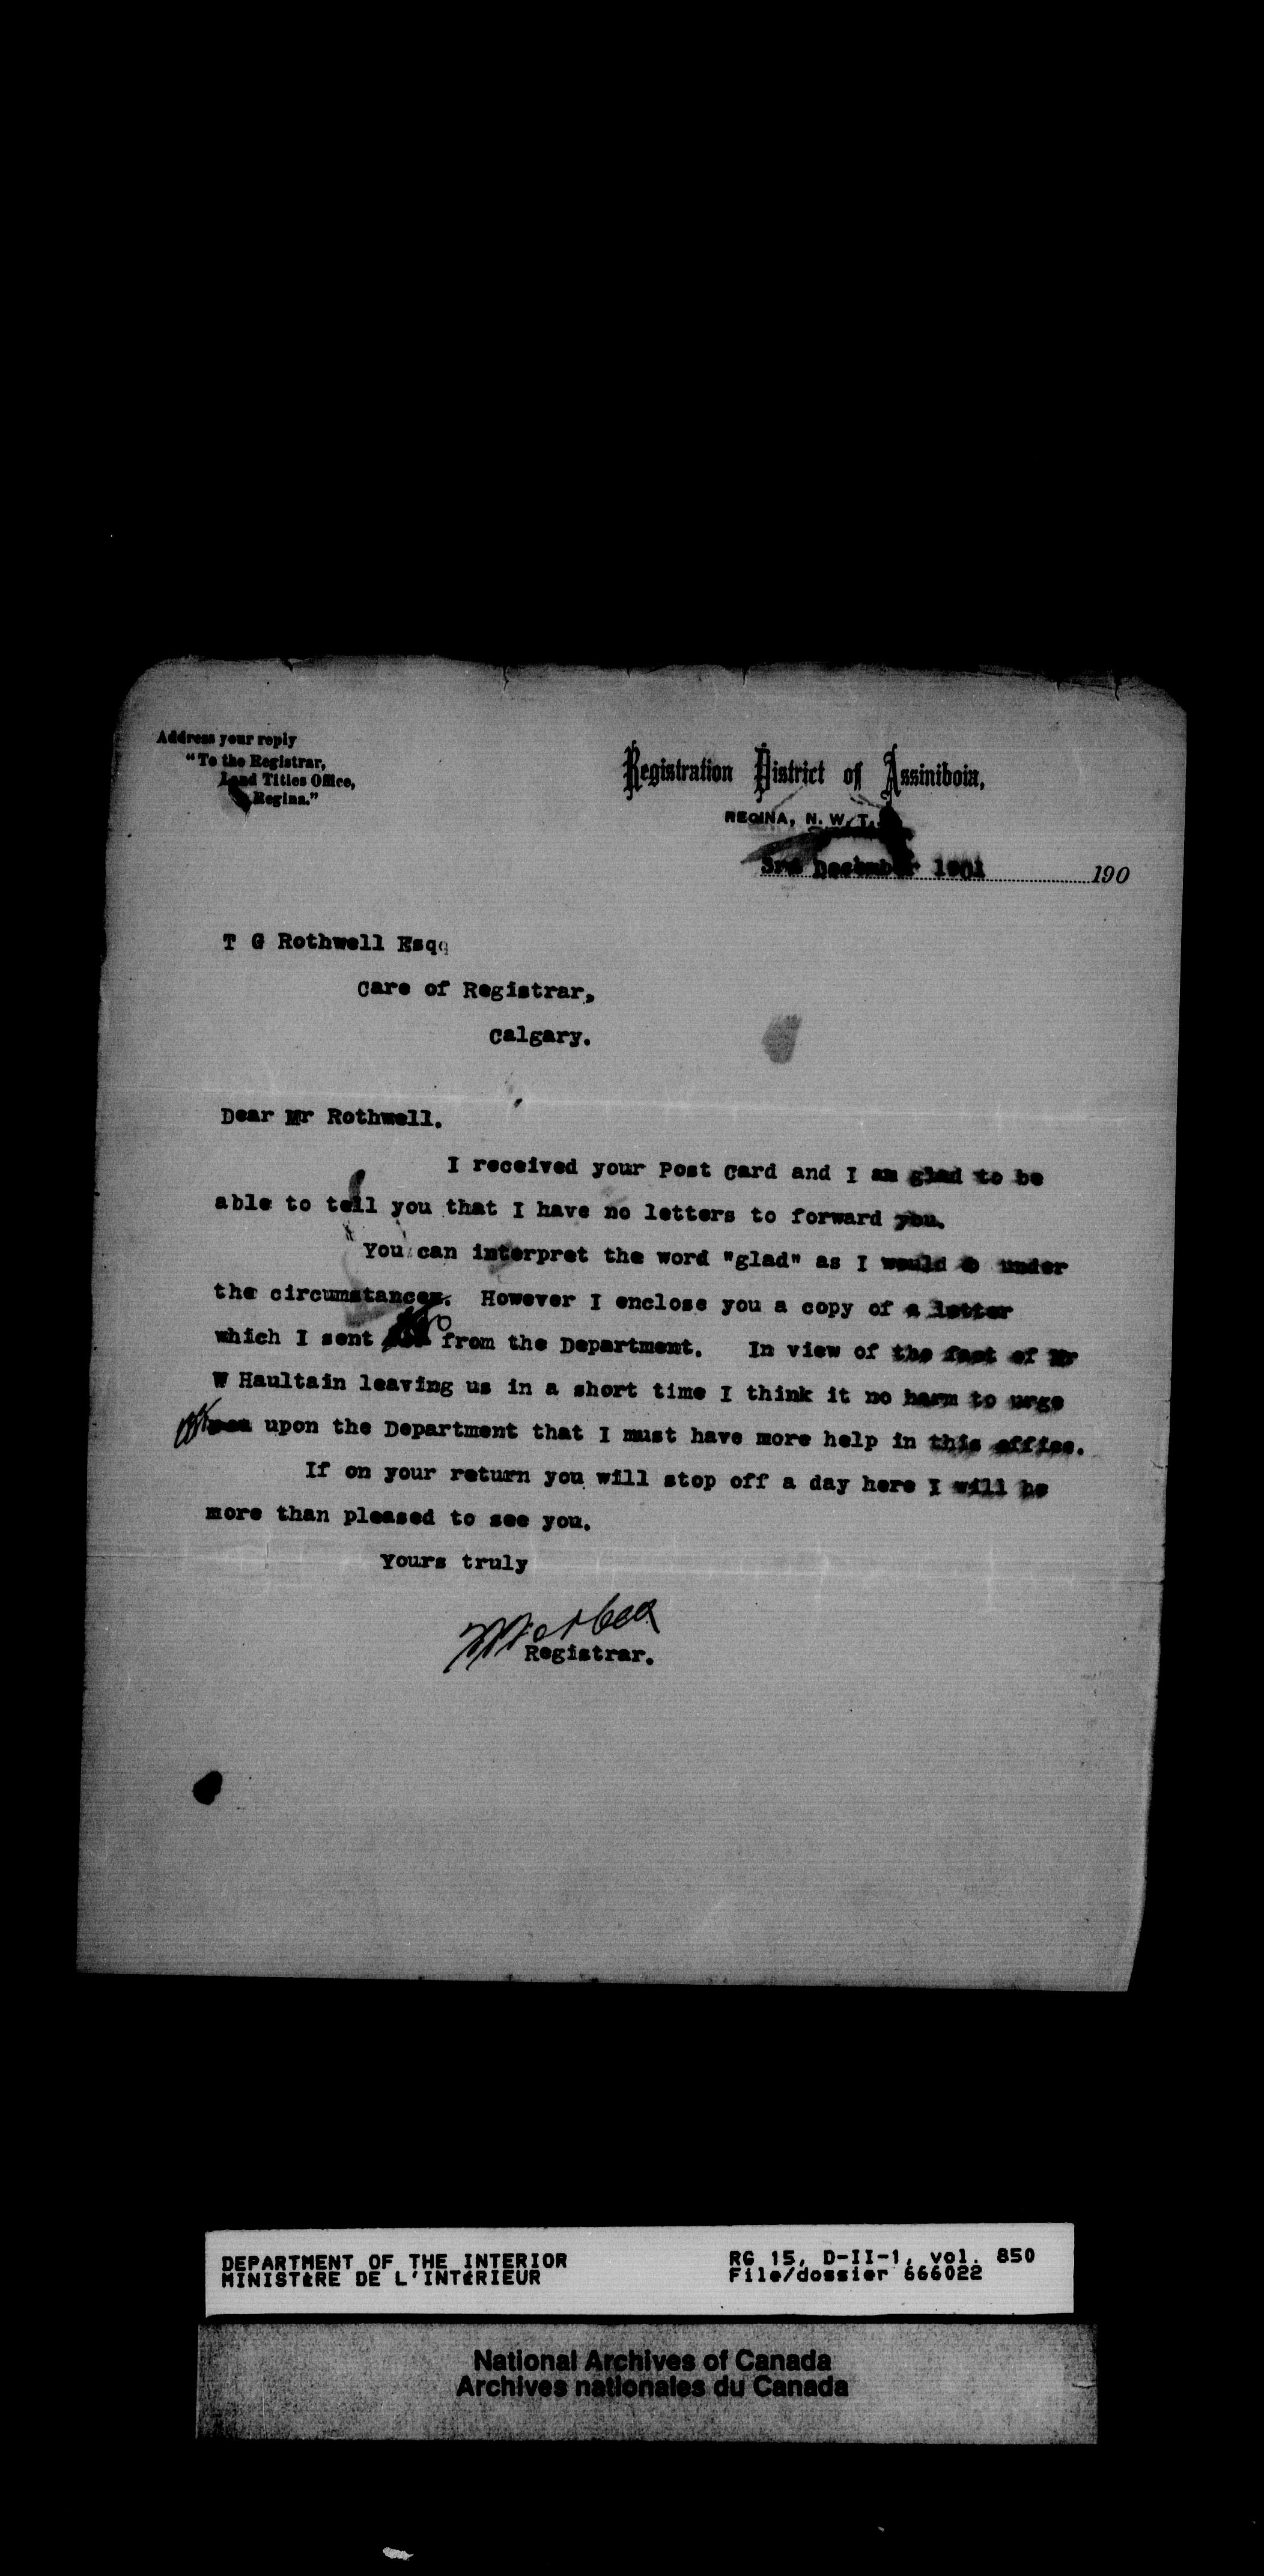 Address your reply
"To the Registrar,
Land Titles Office,
Regina."
Registration District of Assiniboia,
REGINA, N. W. T.
3rd December 1901 190
T G Rothwell Esqq
Care of Registrar,
Calgary.
Dear Mr Rothwell.
I received your Post Card and I am glad to be
able to tell you that I have no letters to forward you.
You can interpret the word "glad" as I would under
the circumstances. However I enclose you a copy of a letter
which I sent from the Department. In view of the fact of Mr
W Haultain leaving us in a short time I think it no harm to urge
upon the Department that I must have more help in this office.
If on your return you will stop off a day here I will be
more than pleased to see you.
Yours truly
Registrar.
DEPARTMENT OF THE INTERIOR
MINISTÈRE DE L'INTÉRIEUR
RG 15, D-II-1, vol. 850
File/dossier 666022
National Archives of Canada
Archives nationales du Canada